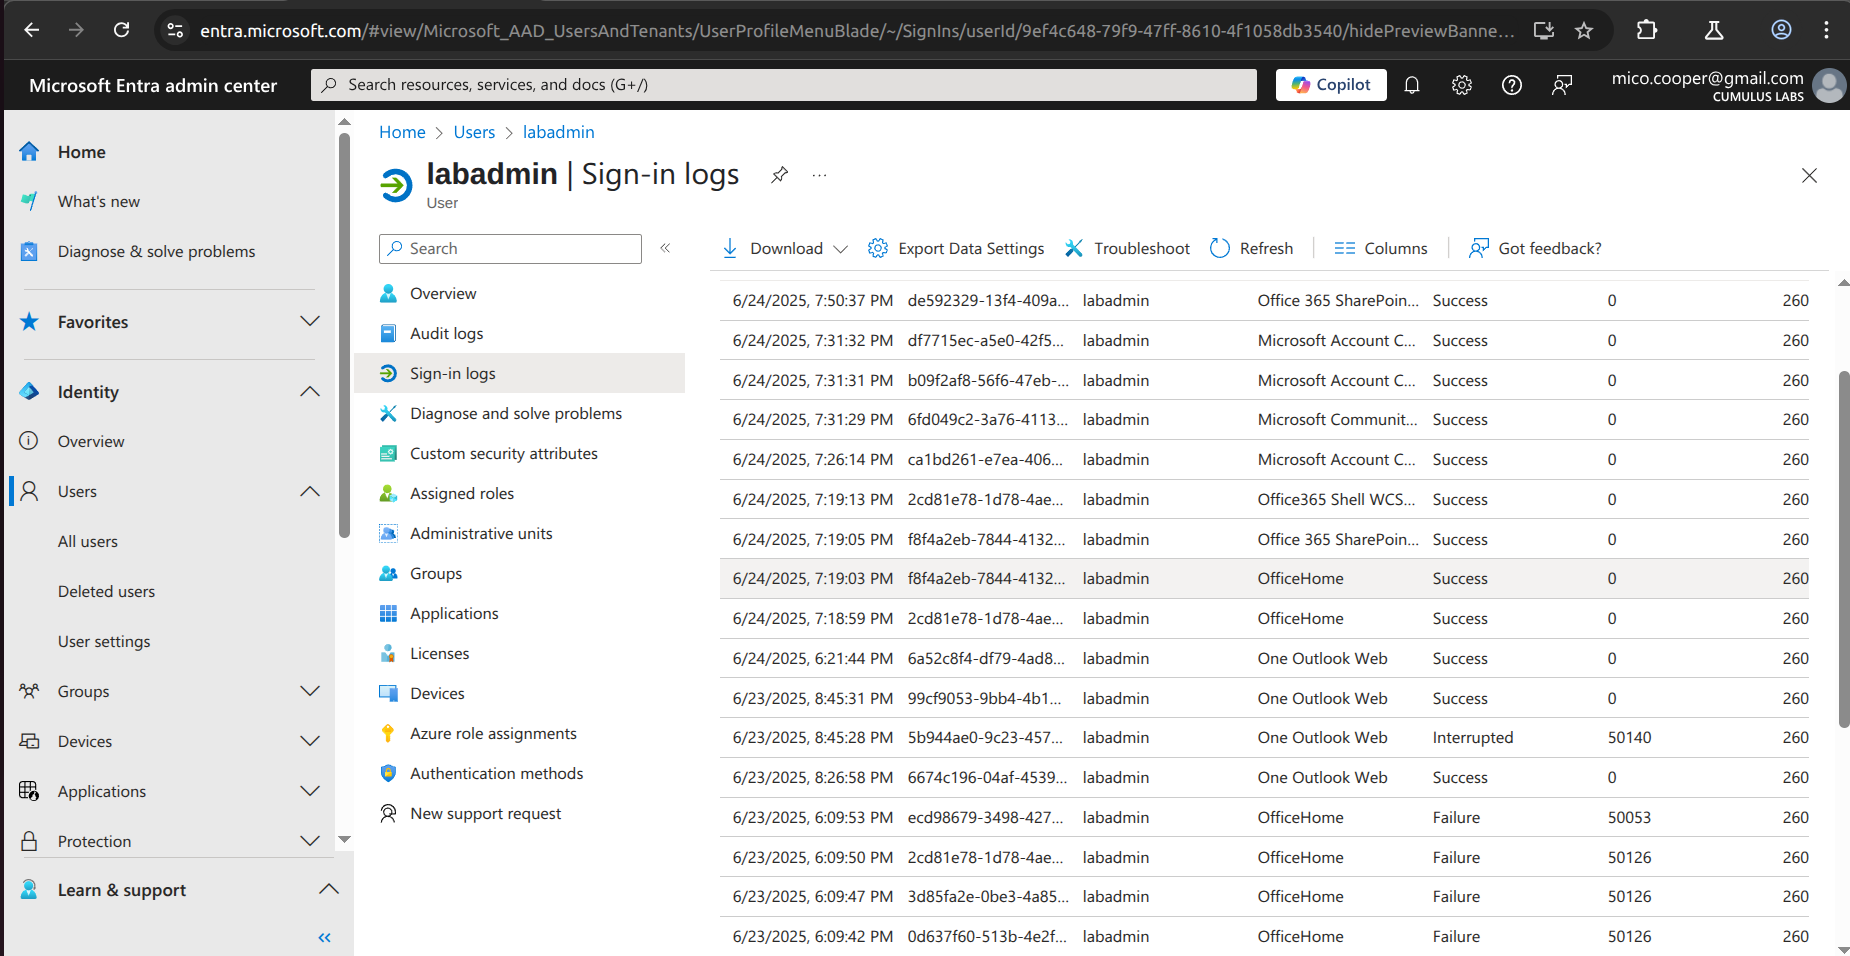 entra.microsoft.com/#view/Microsoft_AAD_UsersAndTenants/UserProfileMenuBlade/~/SignIns/userId/9ef4c648-79f9-47ff-8610-4f1058db3540/hidePreviewBanne...
Microsoft Entra admin center
Search resources, services, and docs (G+/)
Copilot
mico.cooper@gmail.com
CUMULUS LABS
Home
What's new
Diagnose & solve problems
Favorites
Identity
Overview
Users
All users
Deleted users
User settings
Groups
Devices
Applications
Protection
Learn & support
Home > Users > labadmin
labadmin | Sign-in logs
User
Search
Overview
Audit logs
Sign-in logs
Diagnose and solve problems
Custom security attributes
Assigned roles
Administrative units
Groups
Applications
Licenses
Devices
Azure role assignments
Authentication methods
New support request
Download Export Data Settings Troubleshoot Refresh Columns Got feedback?
6/24/2025, 7:50:37 PM de592329-13f4-409a... labadmin Office 365 SharePoin... Success 0 260
6/24/2025, 7:31:32 PM df7715ec-a5e0-42f5... labadmin Microsoft Account C... Success 0 260
6/24/2025, 7:31:31 PM b09f2af8-56f6-47eb-... labadmin Microsoft Account C... Success 0 260
6/24/2025, 7:31:29 PM 6fd049c2-3a76-4113... labadmin Microsoft Communit... Success 0 260
6/24/2025, 7:26:14 PM ca1bd261-e7ea-406... labadmin Microsoft Account C... Success 0 260
6/24/2025, 7:19:13 PM 2cd81e78-1d78-4ae... labadmin Office365 Shell WCS... Success 0 260
6/24/2025, 7:19:05 PM f8f4a2eb-7844-4132... labadmin Office 365 SharePoin... Success 0 260
6/24/2025, 7:19:03 PM f8f4a2eb-7844-4132... labadmin OfficeHome Success 0 260
6/24/2025, 7:18:59 PM 2cd81e78-1d78-4ae... labadmin OfficeHome Success 0 260
6/24/2025, 6:21:44 PM 6a52c8f4-df79-4ad8... labadmin One Outlook Web Success 0 260
6/23/2025, 8:45:31 PM 99cf9053-9bb4-4b1... labadmin One Outlook Web Success 0 260
6/23/2025, 8:45:28 PM 5b944ae0-9c23-457... labadmin One Outlook Web Interrupted 50140 260
6/23/2025, 8:26:58 PM 6674c196-04af-4539... labadmin One Outlook Web Success 0 260
6/23/2025, 6:09:53 PM ecd98679-3498-427... labadmin OfficeHome Failure 50053 260
6/23/2025, 6:09:50 PM 2cd81e78-1d78-4ae... labadmin OfficeHome Failure 50126 260
6/23/2025, 6:09:47 PM 3d85fa2e-0be3-4a85... labadmin OfficeHome Failure 50126 260
6/23/2025, 6:09:42 PM 0d637f60-513b-4e2f... labadmin OfficeHome Failure 50126 260